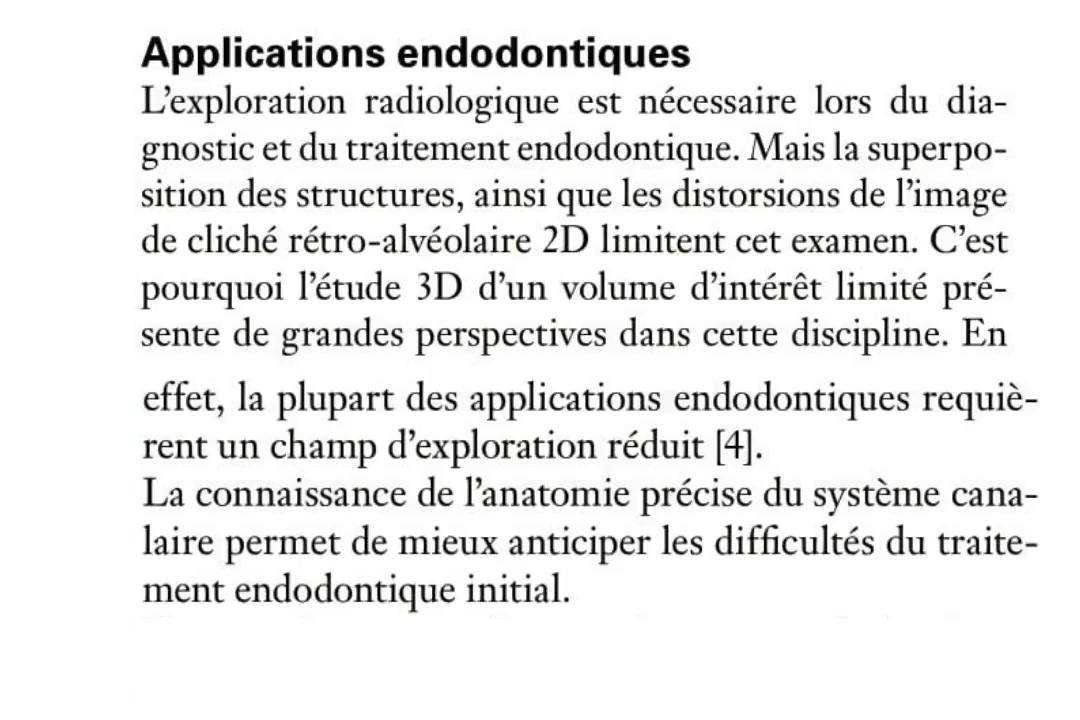 Applications endodontiques
L'exploration radiologique est nécessaire lors du dia-
gnostic et du traitement endodontique. Mais la superpo-
sition des structures, ainsi que les distorsions de l'image
de cliché rétro-alvéolaire 2D limitent cet examen. C'est
pourquoi l'étude 3D d'un volume d'intérêt limité pré-
sente de grandes perspectives dans cette discipline. En
effet, la plupart des applications endodontiques requiè-
rent un champ d'exploration réduit [4].
La connaissance de l'anatomie précise du système cana-
laire permet de mieux anticiper les difficultés du traite-
ment endodontique initial.